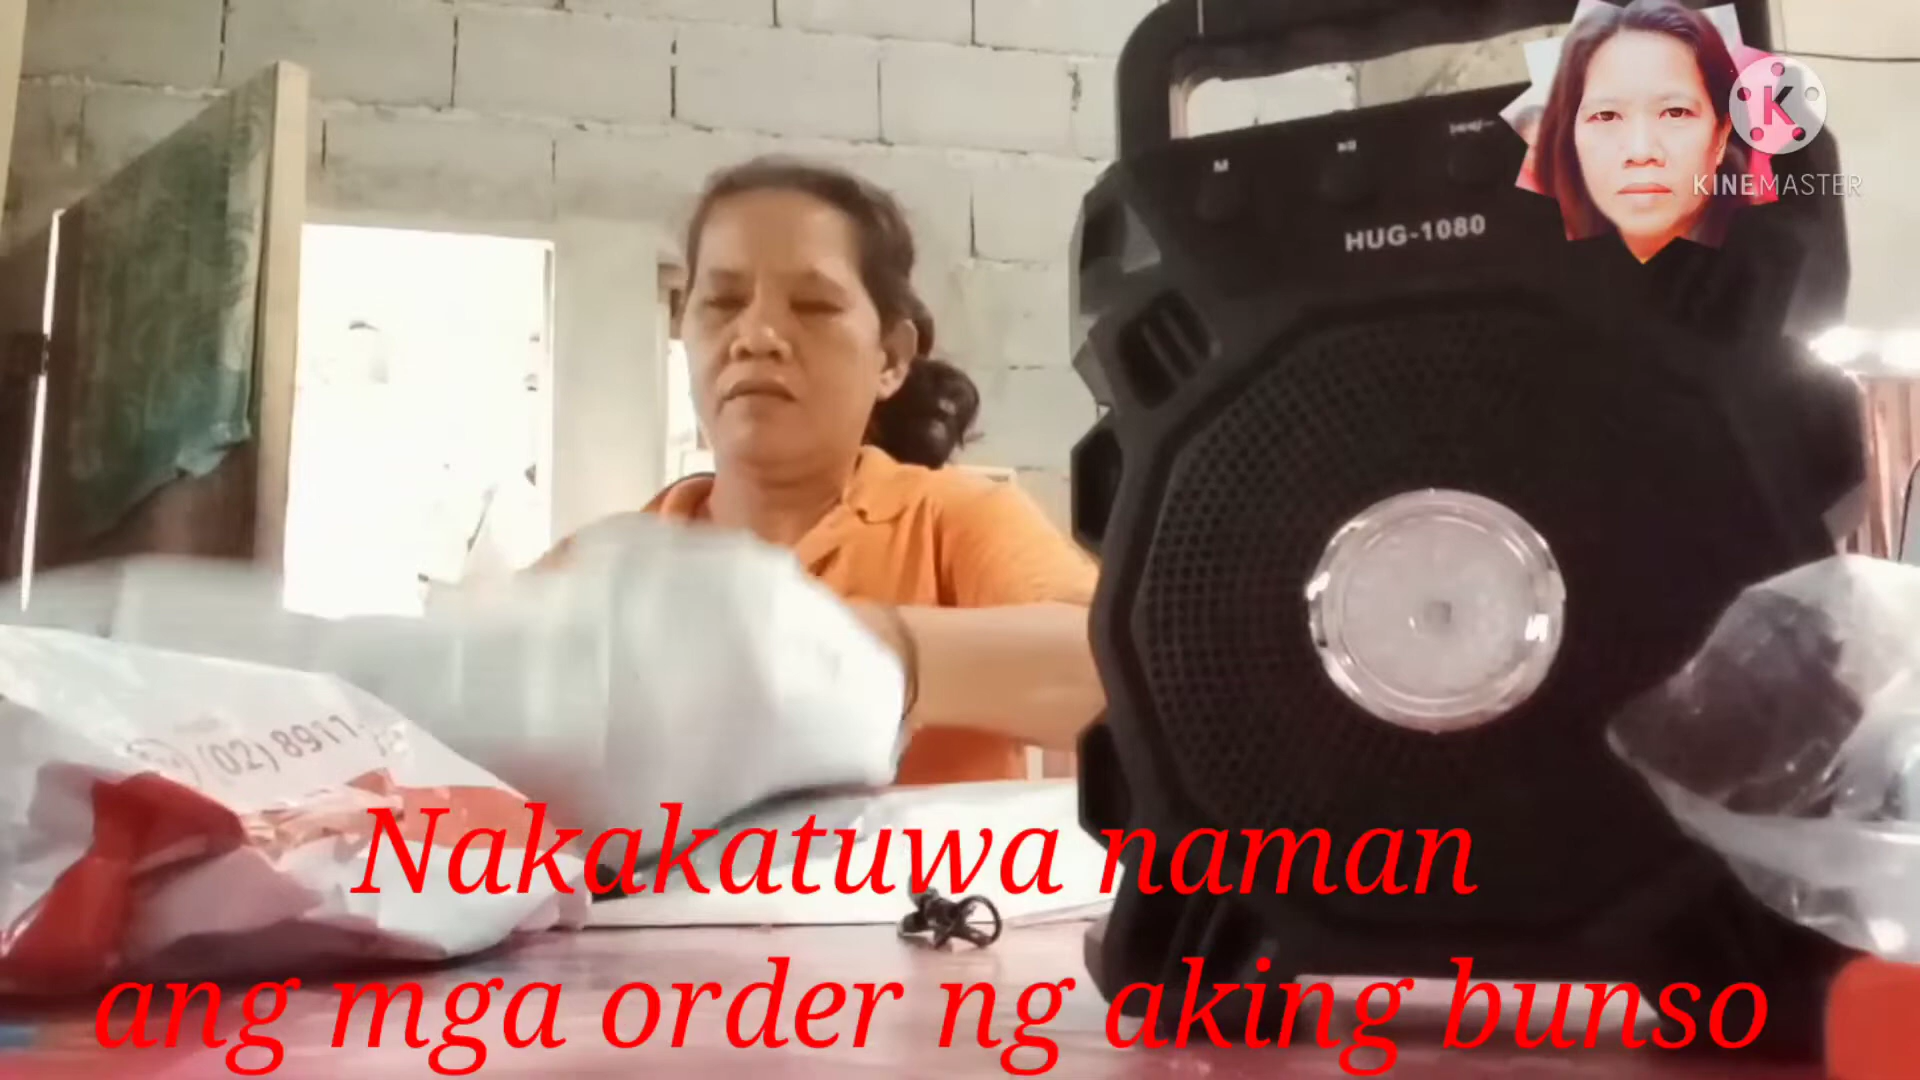 K
KINEMASTER
M
HUG-1080
(02) 8911-
Nakakatuwa naman
ang mga order ng aking bunso